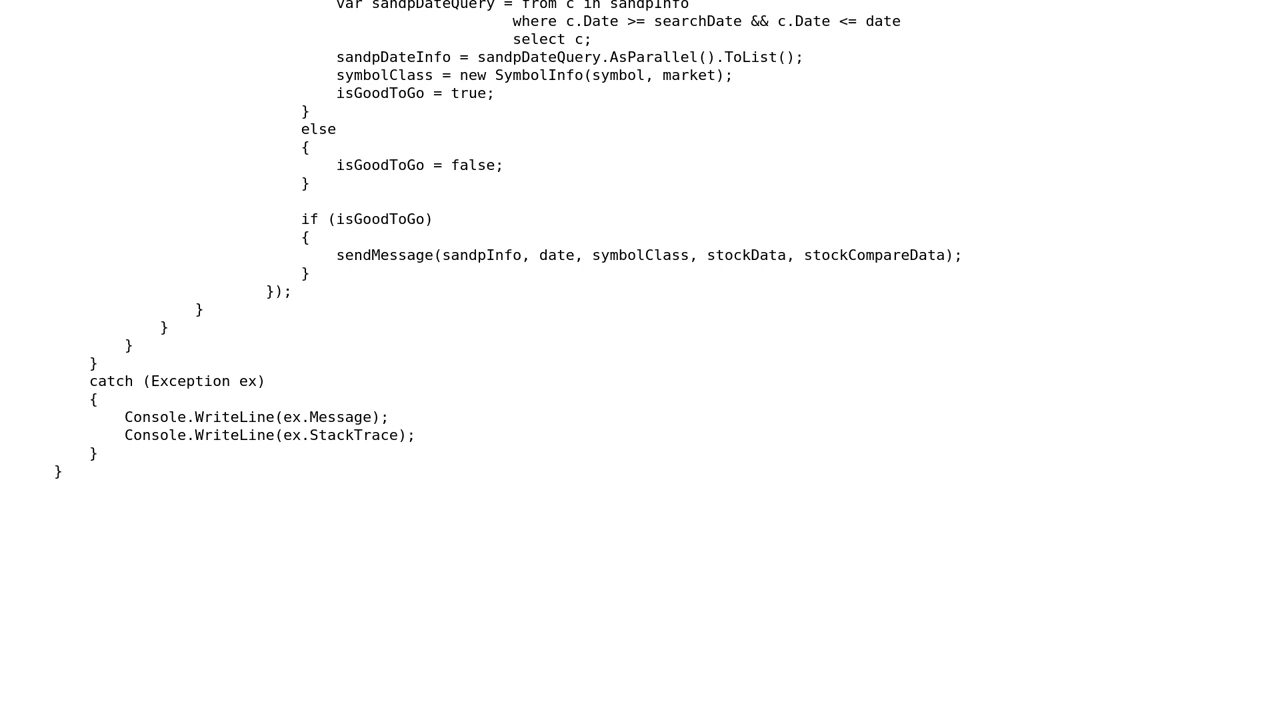 var sandpDateQuery = from c in sandpInfo
where c.Date >= searchDate && c.Date <= date
select c;
sandpDateInfo = sandpDateQuery.AsParallel().ToList();
symbolClass = new SymbolInfo(symbol, market);
isGoodToGo = true;
}
else
{
isGoodToGo = false;
}
if (isGoodToGo)
{
sendMessage(sandpInfo, date, symbolClass, stockData, stockCompareData);
}
});
}
}
}
}
catch (Exception ex)
{
Console.WriteLine(ex.Message);
Console.WriteLine(ex.StackTrace);
}
}